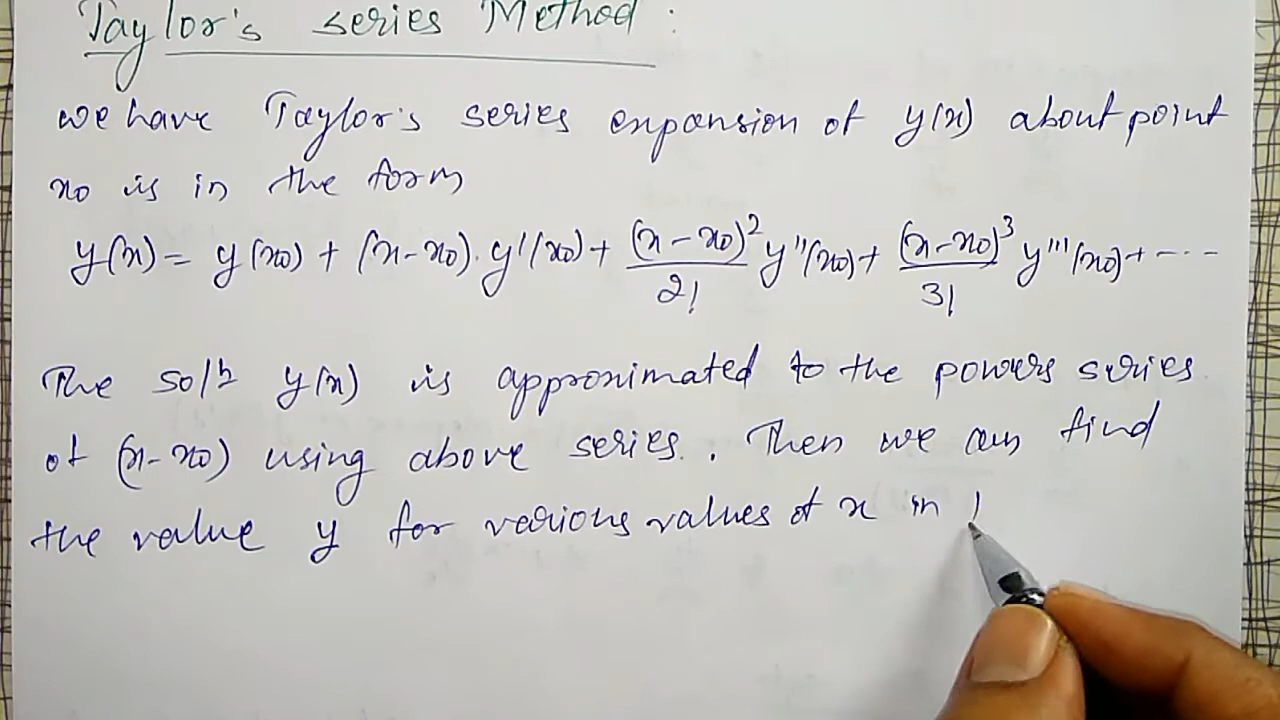 Taylor's series Method :
we have Taylor's series expansion of y(x) about point
x0 is in the form
y(x) = y(x0) + (x-x0). y'(x0) + (x-x0)^2/2! y''(x0) + (x-x0)^3/3! y'''(x0) + ----
The solh y(x) is approximated to the powers series
of (x-x0) using above series. Then we can find
the value y for various values of x in